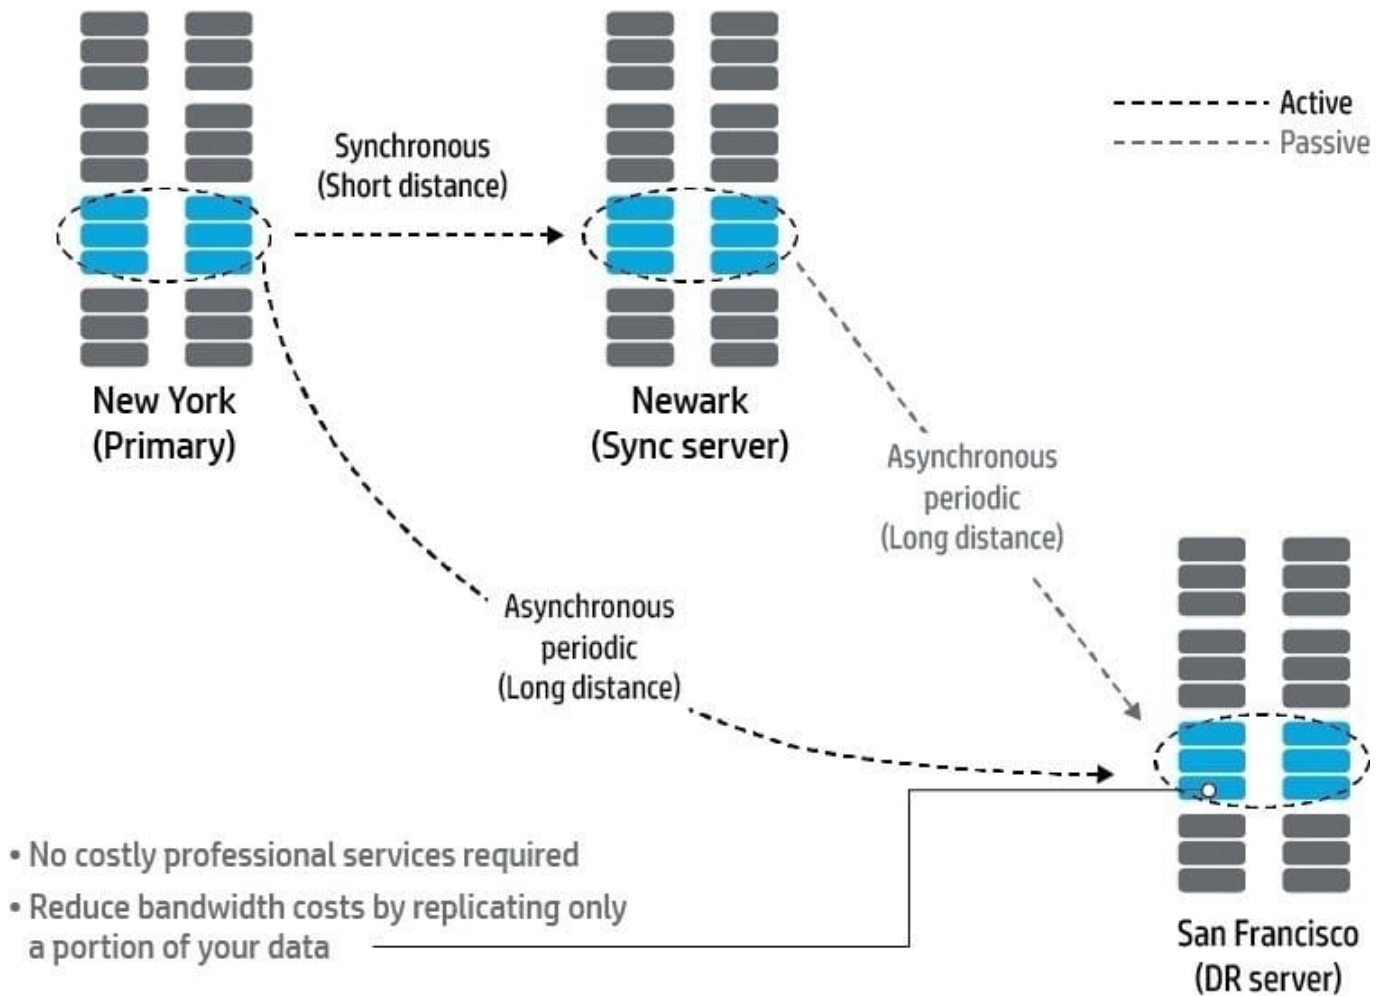 Active
Passive
Synchronous
(Short distance)
New York
(Primary)
Newark
(Sync server)
Asynchronous
periodic
(Long distance)
Asynchronous
periodic
(Long distance)
• No costly professional services required
• Reduce bandwidth costs by replicating only
a portion of your data
San Francisco
(DR server)